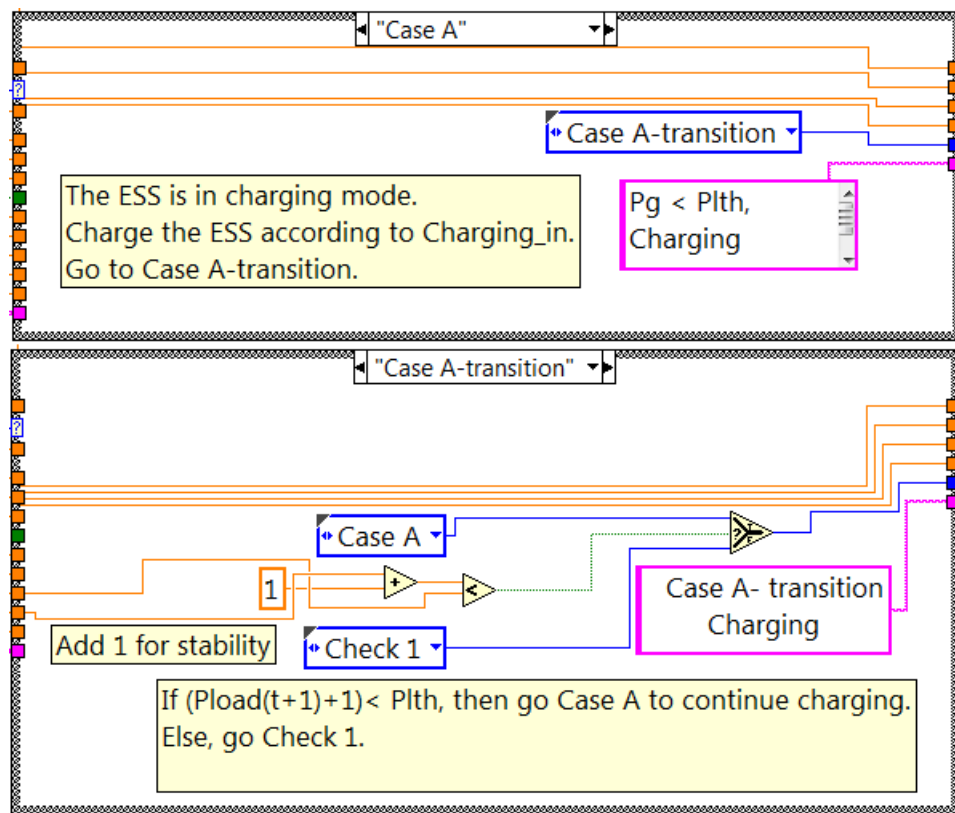 "Case A"
?
Case A-transition
The ESS is in charging mode.
Charge the ESS according to Charging_in.
Go to Case A-transition.
Pg < Plth,
Charging
"Case A-transition"
?
Case A
?
T
F
1
+
<
Case A- transition
Charging
Add 1 for stability
Check 1
If (Pload(t+1)+1)< Plth, then go Case A to continue charging.
Else, go Check 1.